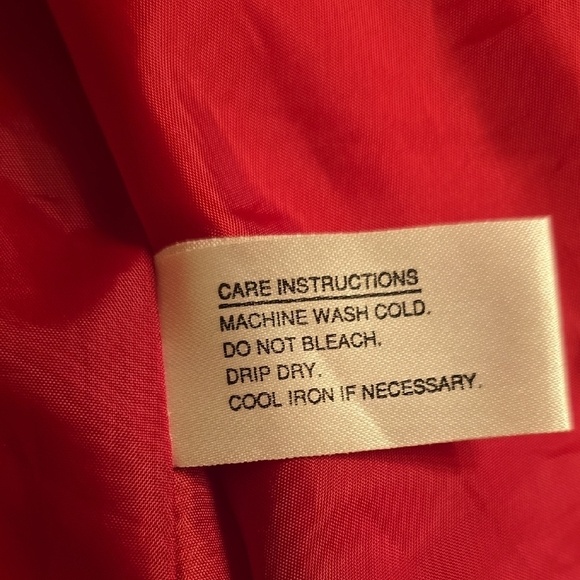 CARE INSTRUCTIONS
MACHINE WASH COLD.
DO NOT BLEACH.
DRIP DRY.
COOL IRON IF NECESSARY.